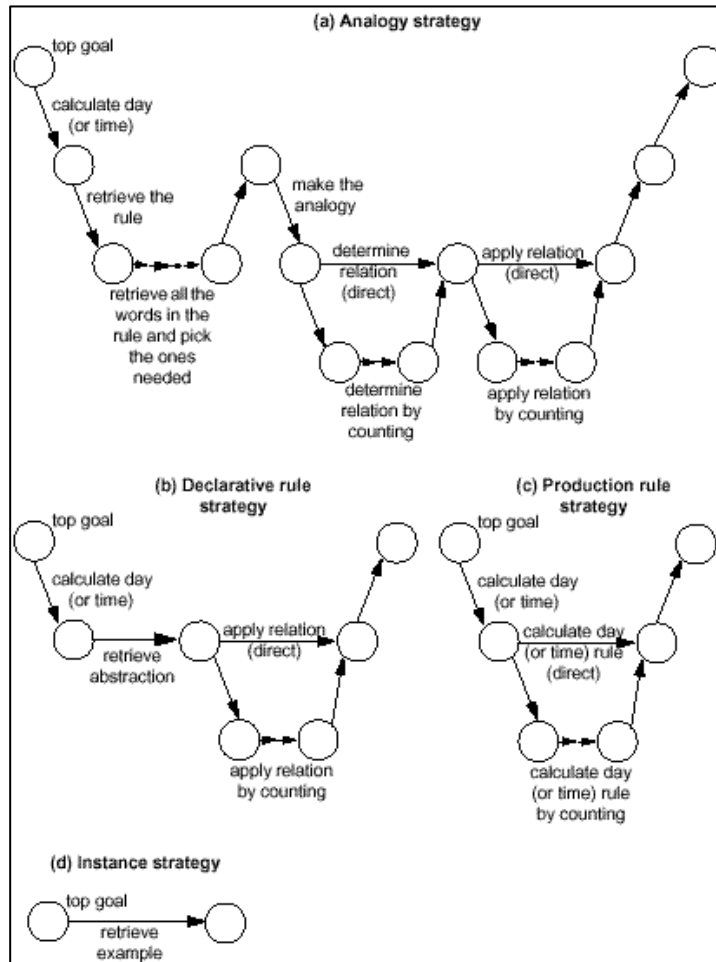 (a) Analogy strategy
top goal
calculate day
(or time)
retrieve the
rule
retrieve all the
words in the
rule and pick
the ones
needed
make the
analogy
determine
relation
(direct)
determine
relation by
counting
apply relation
(direct)
apply relation
by counting
(b) Declarative rule
strategy
top goal
calculate day
(or time)
retrieve
abstraction
apply relation
(direct)
apply relation
by counting
(c) Production rule
strategy
top goal
calculate day
(or time)
calculate day
(or time) rule
(direct)
calculate day
(or time) rule
by counting
(d) Instance strategy
top goal
retrieve
example